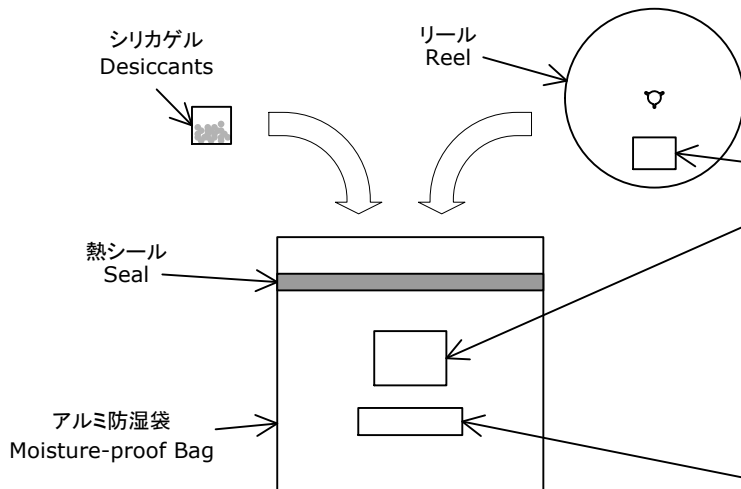 シリカゲル
Desiccants
リール
Reel
熱シール
Seal
アルミ防湿袋
Moisture-proof Bag